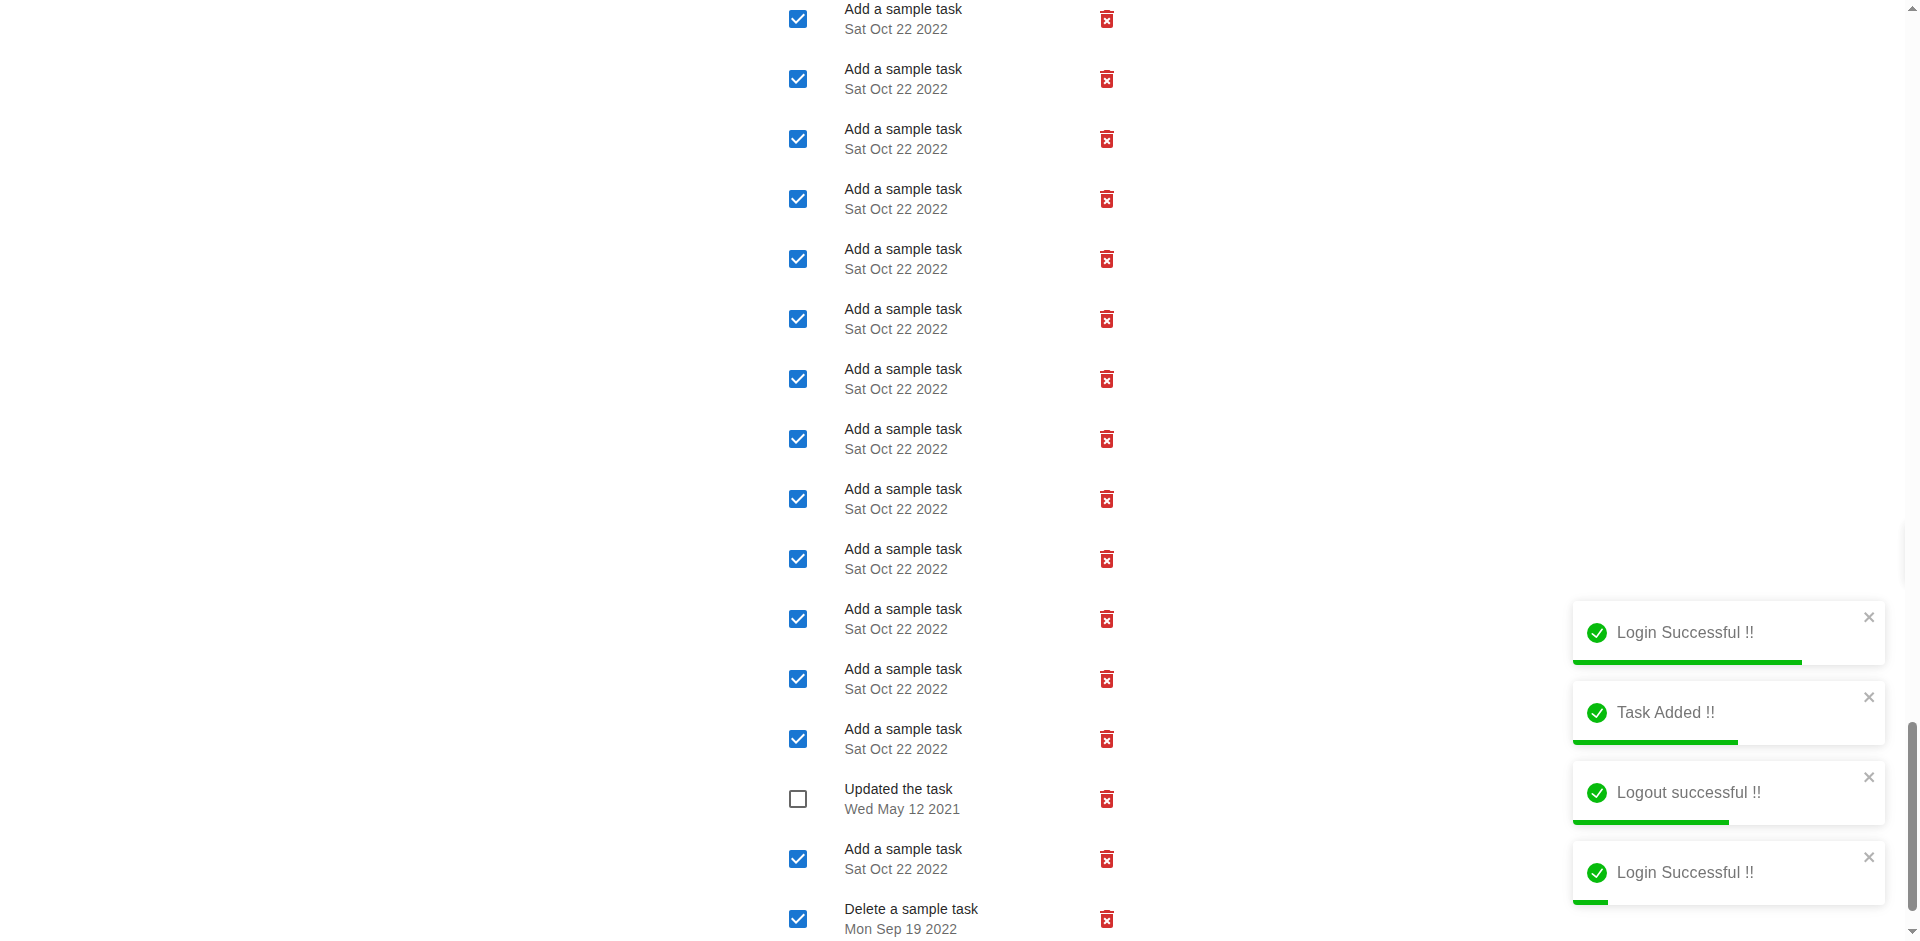 Add a sample task
Sat Oct 22 2022
Add a sample task
Sat Oct 22 2022
Add a sample task
Sat Oct 22 2022
Add a sample task
Sat Oct 22 2022
Add a sample task
Sat Oct 22 2022
Add a sample task
Sat Oct 22 2022
Add a sample task
Sat Oct 22 2022
Add a sample task
Sat Oct 22 2022
Add a sample task
Sat Oct 22 2022
Add a sample task
Sat Oct 22 2022
Add a sample task
Sat Oct 22 2022
Add a sample task
Sat Oct 22 2022
Add a sample task
Sat Oct 22 2022
Updated the task
Wed May 12 2021
Add a sample task
Sat Oct 22 2022
Delete a sample task
Mon Sep 19 2022
Login Successful !!
Task Added !!
Logout successful !!
Login Successful !!